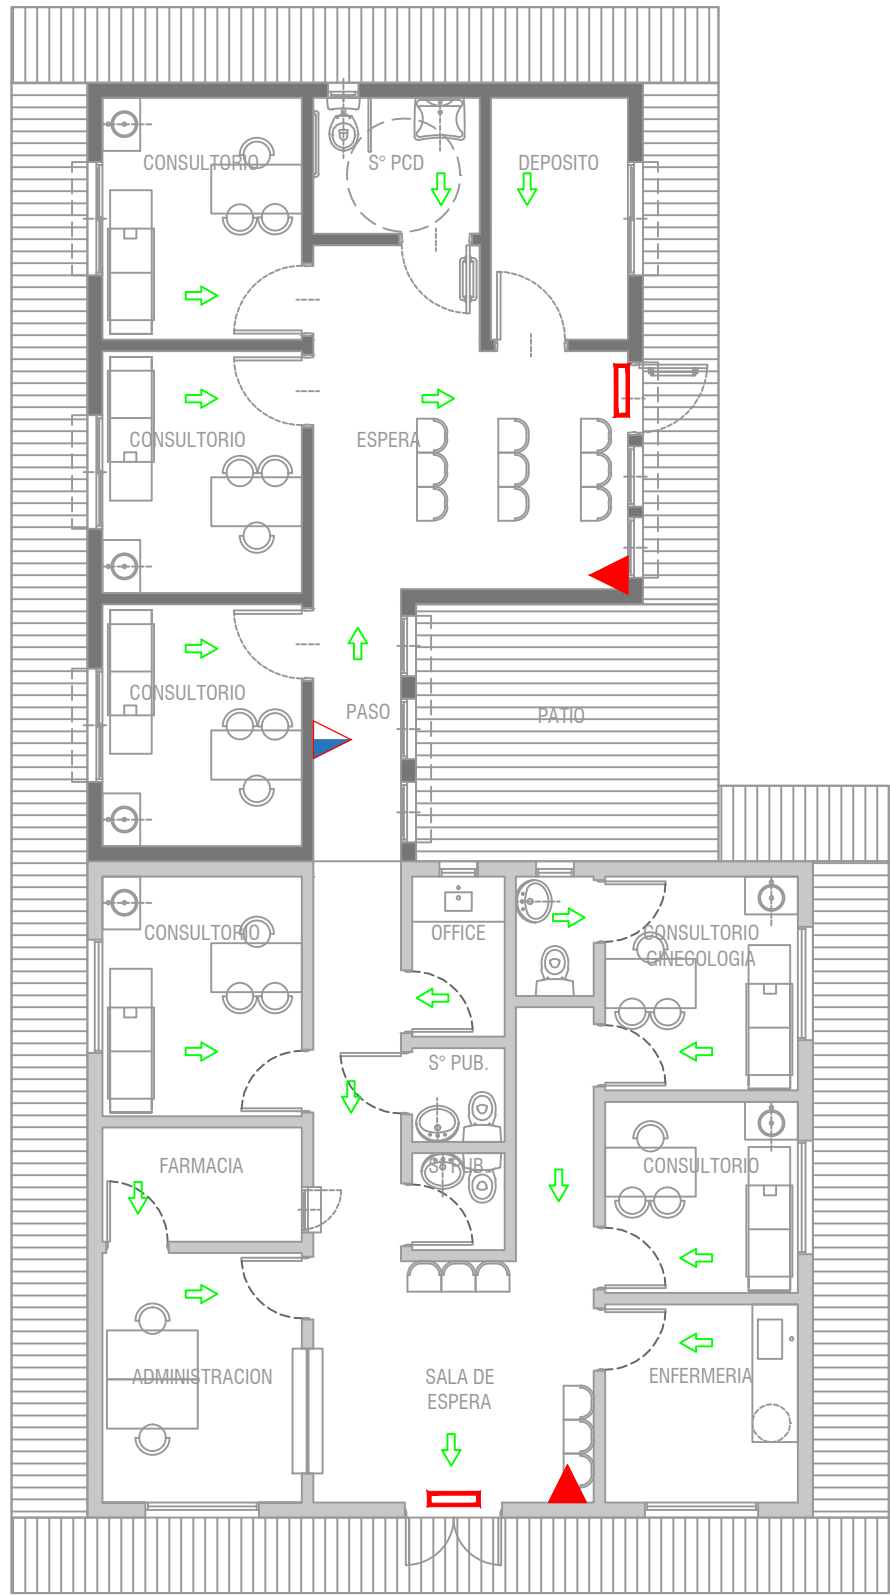 CONSULTORIO
S° PCD
DEPOSITO
CONSULTORIO
ESPERA
CONSULTORIO
PASO
PATIO
CONSULTORIO
OFFICE
CONSULTORIO
GINECOLOGIA
S° PUB.
FARMACIA
S° PUB.
CONSULTORIO
ADMINISTRACION
SALA DE
ESPERA
ENFERMERIA